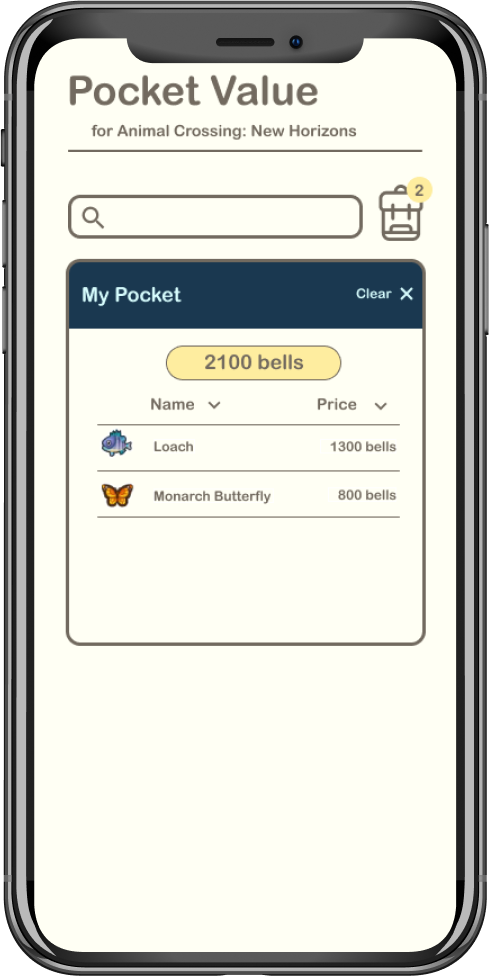 Pocket Value
for Animal Crossing: New Horizons
2
My Pocket Clear
2100 bells
Name Price
Loach 1300 bells
Monarch Butterfly 800 bells